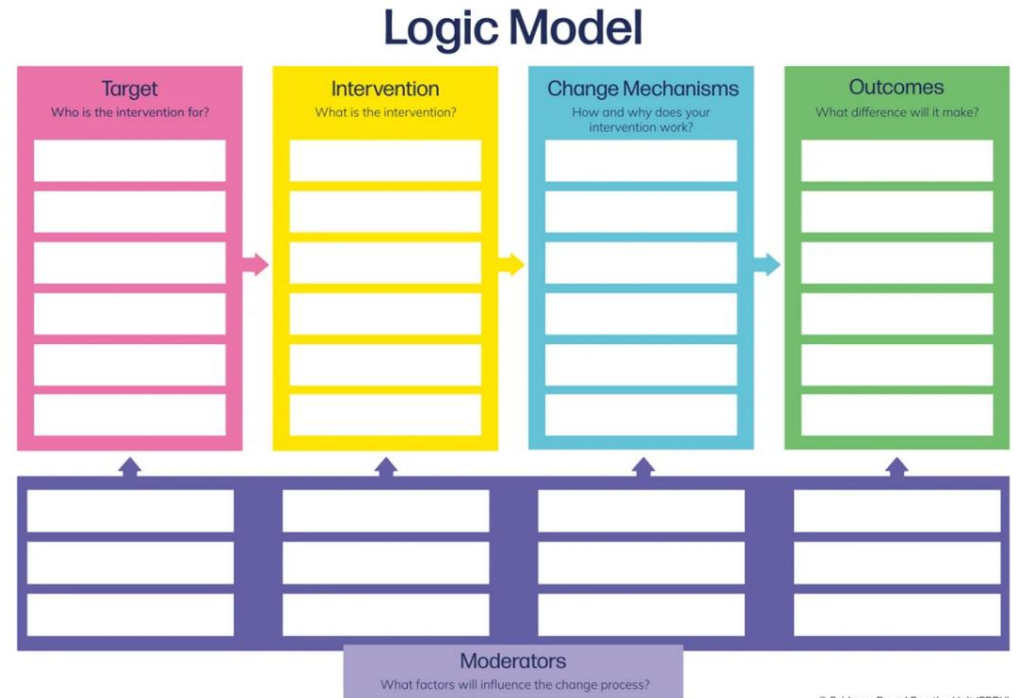 Logic Model
Target
Who is the intervention for?
Intervention
What is the intervention?
Change Mechanisms
How and why does your
intervention work?
Outcomes
What difference will it make?
Moderators
What factors will influence the change process?